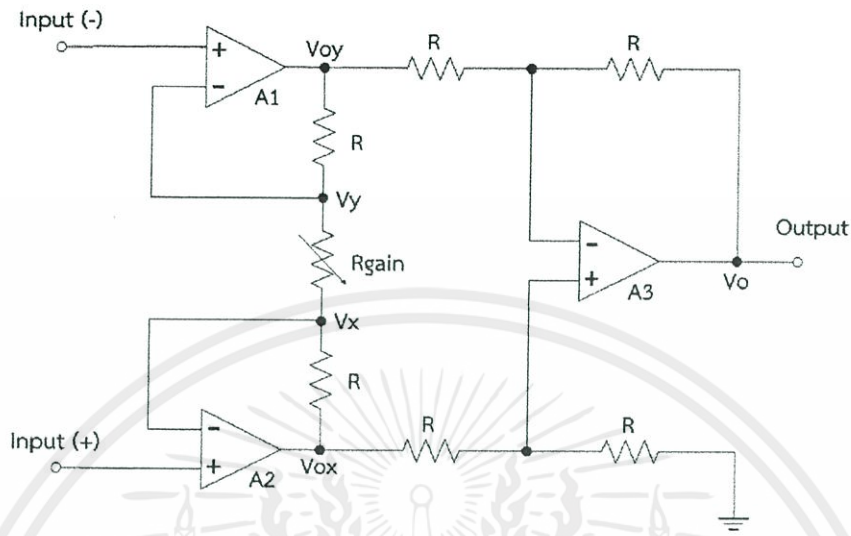 Input (-)
+
-
A1
Voy
R
R
R
Vy
Rgain
Vx
R
Input (+)
-
+
A2
Vox
R
R
-
+
A3
Vo
Output